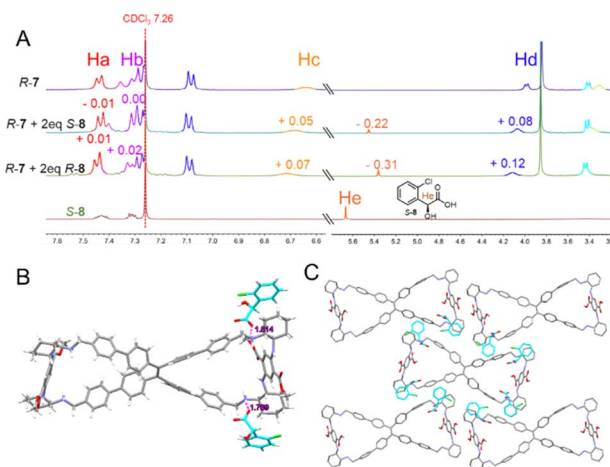 CDCl₃ 7.26
A
Ha Hb Hc Hd
R-7
- 0.01 0.00
R-7 + 2eq S-8 + 0.05 - 0.22 + 0.08
+ 0.01 + 0.02
R-7 + 2eq R-8 + 0.07 - 0.31 + 0.12
Cl
He
O
He
OH
S-8 OH
S-8
7.6 7.5 7.4 7.3 7.2 7.1 7.0 6.9 6.8 6.7 6.6 5.4 5.2 5.0 4.8 4.6 4.4 4.2 4.0 3.8 3.6 3.4 3.2
B
C
1.814